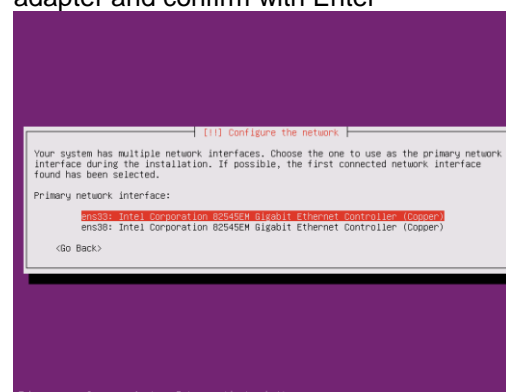 adapter and confirm with Enter
[!!] Configure the network
Your system has multiple network interfaces. Choose the one to use as the primary network
interface during the installation. If possible, the first connected network interface
found has been selected.
Primary network interface:
ens33: Intel Corporation 82545EM Gigabit Ethernet Controller (Copper)
ens38: Intel Corporation 82545EM Gigabit Ethernet Controller (Copper)
<Go Back>